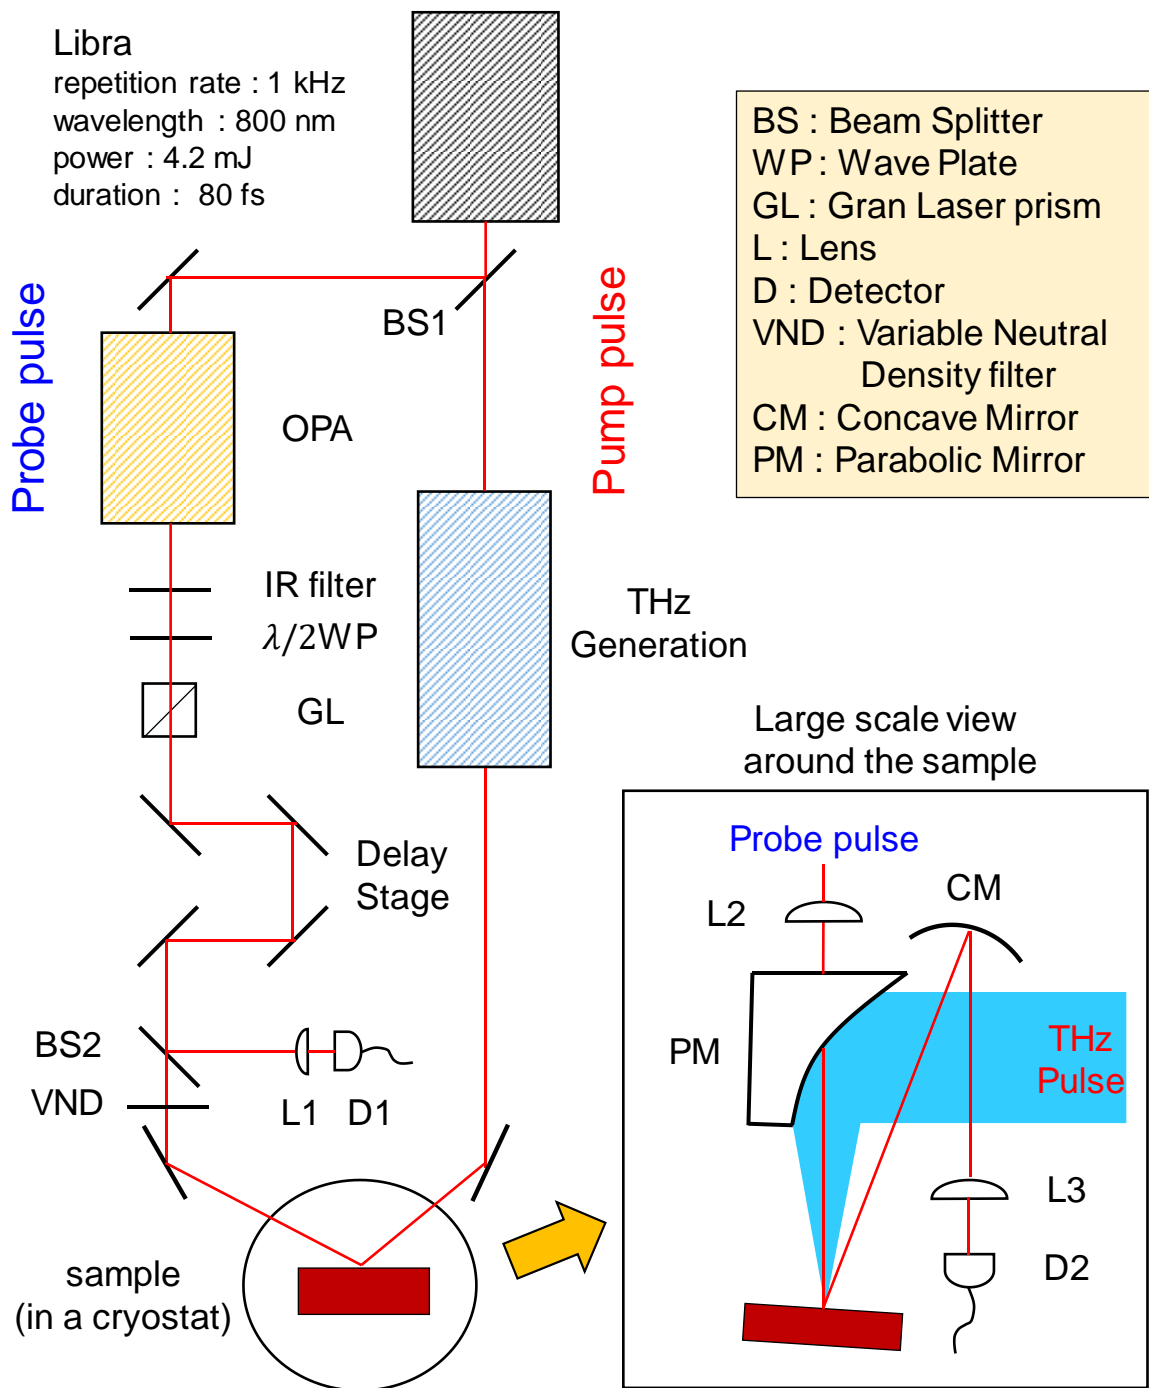 Libra
repetition rate : 1 kHz
wavelength : 800 nm
power : 4.2 mJ
duration : 80 fs
BS : Beam Splitter
WP : Wave Plate
GL : Gran Laser prism
L : Lens
D : Detector
VND : Variable Neutral
Density filter
CM : Concave Mirror
PM : Parabolic Mirror
Probe pulse
BS1
Pump pulse
OPA
IR filter
λ/2WP
GL
THz
Generation
Delay
Stage
BS2
VND
L1
D1
sample
(in a cryostat)
Large scale view
around the sample
Probe pulse
L2
CM
PM
THz
Pulse
L3
D2